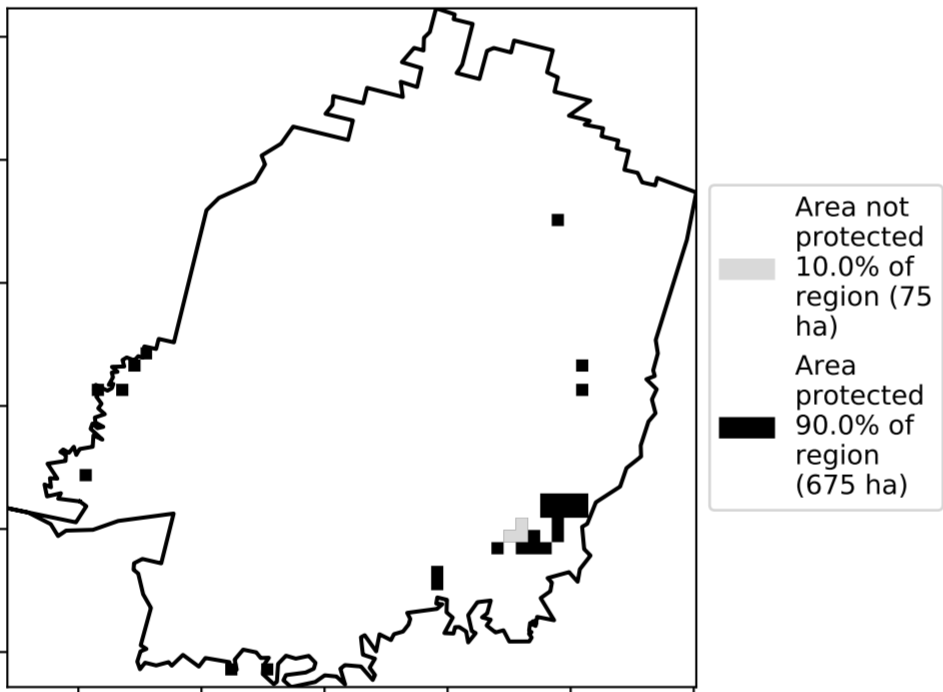 Area not
protected
10.0% of
region (75
ha)
Area
protected
90.0% of
region
(675 ha)